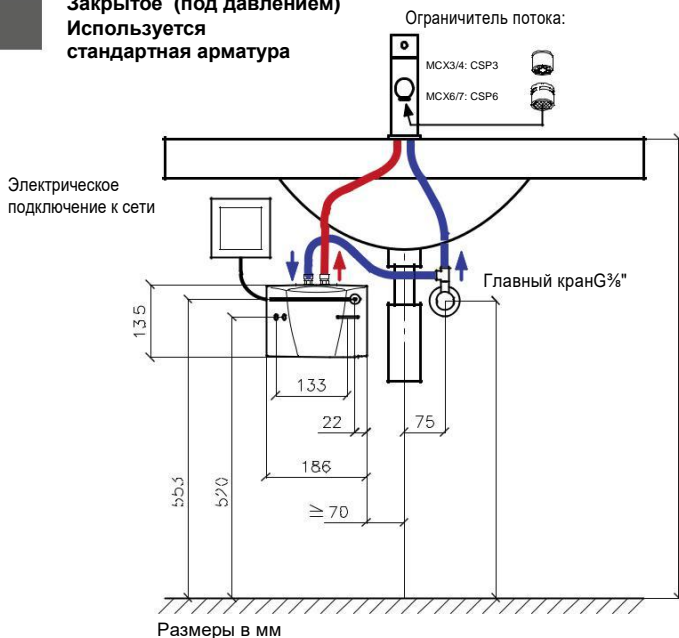 Закрытое (под давлением)
Используется
стандартная арматура
Ограничитель потока:
MCX3/4: CSP3
MCX6/7: CSP6
Электрическое
подключение к сети
Главный кранG⅜"
135
133
22
75
186
553
520
≥ 70
Размеры в мм